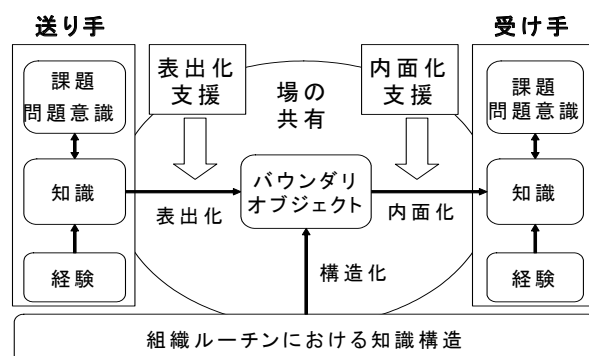 送り手
受け手
表出化
支援
内面化
支援
場の
共有
課題
問題意識
課題
問題意識
知識
バウンダリ
オブジェクト
知識
表出化
内面化
経験
構造化
経験
組織ルーチンにおける知識構造